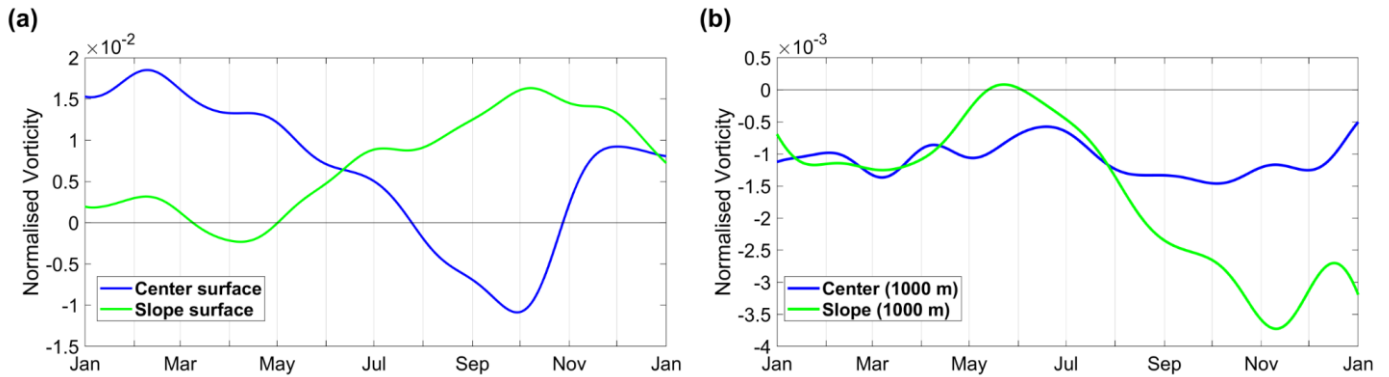 (a)
×10⁻²
2
1.5
1
0.5
0
-0.5
-1
-1.5
Normalised Vorticity
Center surface
Slope surface
Jan Mar May Jul Sep Nov Jan
(b)
×10⁻³
0.5
0
-0.5
-1
-1.5
-2
-2.5
-3
-3.5
-4
Normalised Vorticity
Center (1000 m)
Slope (1000 m)
Jan Mar May Jul Sep Nov Jan